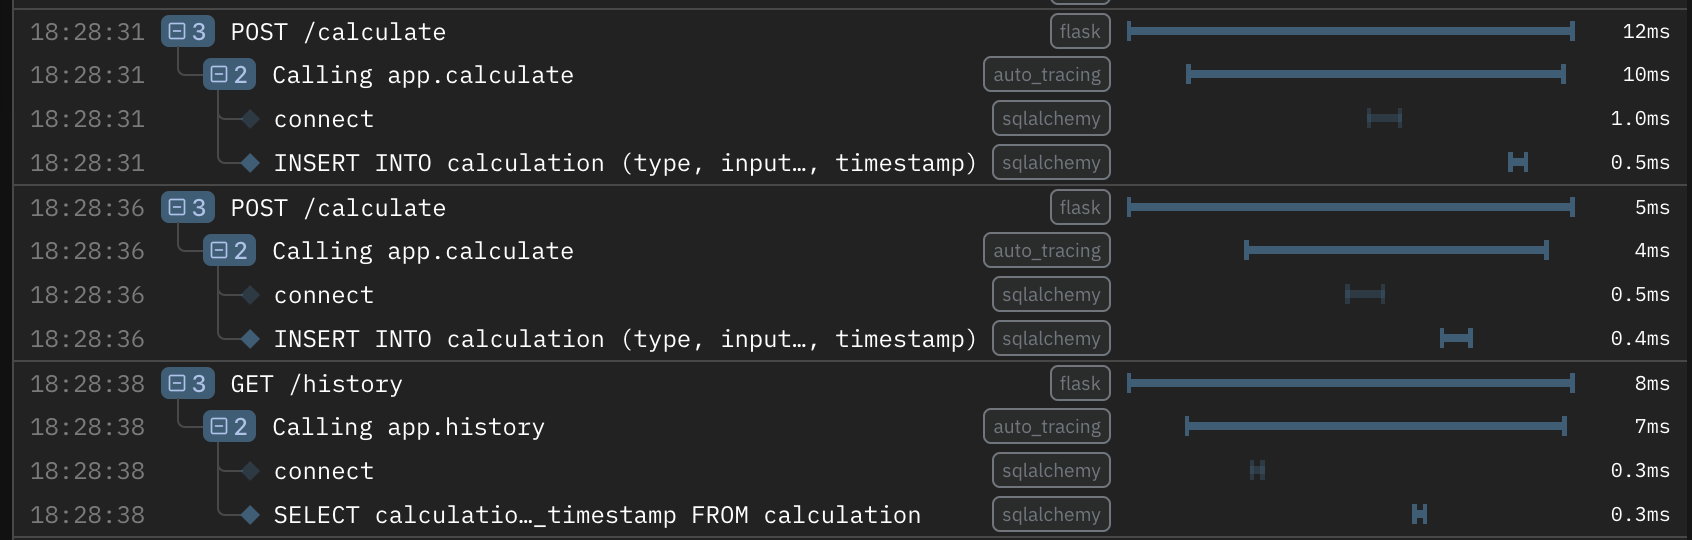 18:28:31 3 POST /calculate flask 12ms
18:28:31 2 Calling app.calculate auto_tracing 10ms
18:28:31 connect sqlalchemy 1.0ms
18:28:31 INSERT INTO calculation (type, input…, timestamp) sqlalchemy 0.5ms
18:28:36 3 POST /calculate flask 5ms
18:28:36 2 Calling app.calculate auto_tracing 4ms
18:28:36 connect sqlalchemy 0.5ms
18:28:36 INSERT INTO calculation (type, input…, timestamp) sqlalchemy 0.4ms
18:28:38 3 GET /history flask 8ms
18:28:38 2 Calling app.history auto_tracing 7ms
18:28:38 connect sqlalchemy 0.3ms
18:28:38 SELECT calculatio…_timestamp FROM calculation sqlalchemy 0.3ms